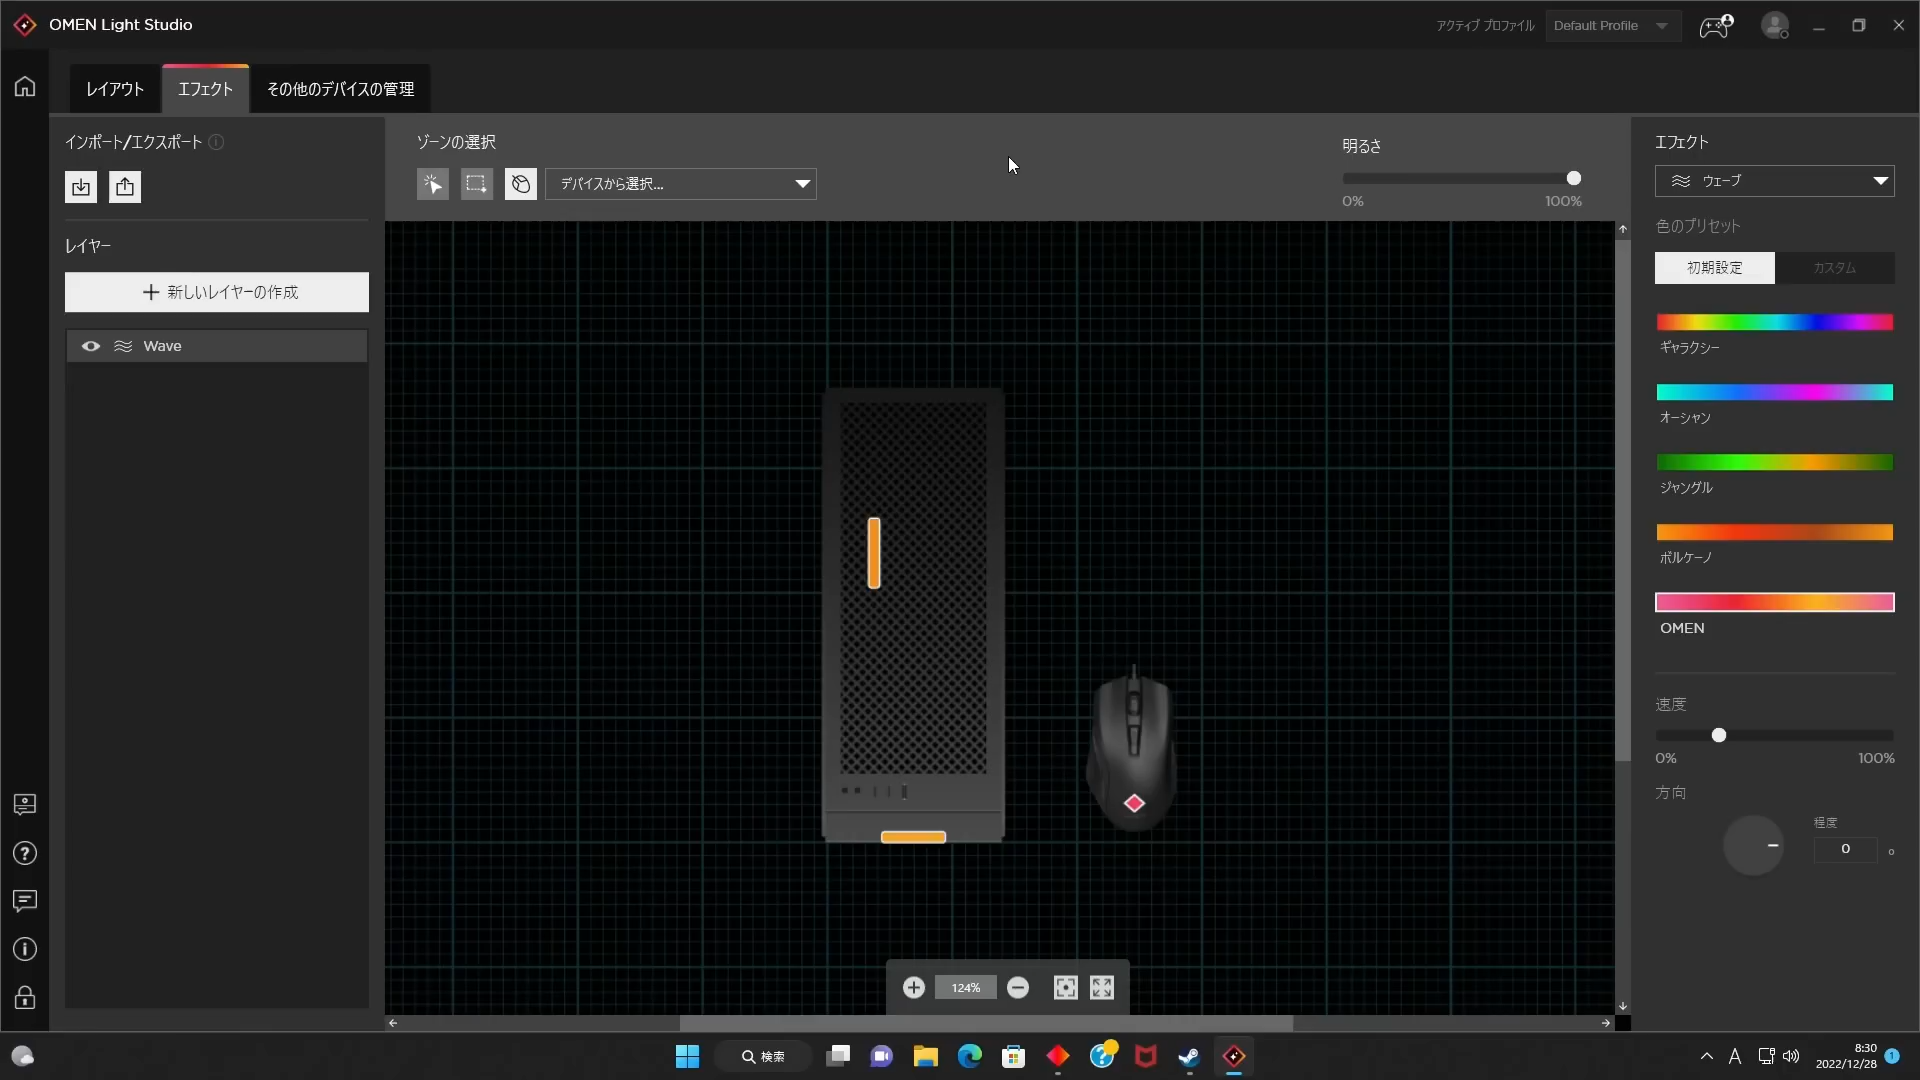 OMEN Light Studio
アクティブ プロファイル
Default Profile
レイアウト
エフェクト
その他のデバイスの管理
インポート/エクスポート
ゾーンの選択
デバイスから選択...
明るさ
0%
100%
エフェクト
ウェーブ
色のプリセット
初期設定
カスタム
レイヤー
新しいレイヤーの作成
Wave
ギャラクシー
オーシャン
ジャングル
ボルケーノ
OMEN
速度
0%
100%
方向
程度
0
124%
検索
A
8:30
2022/12/28
1